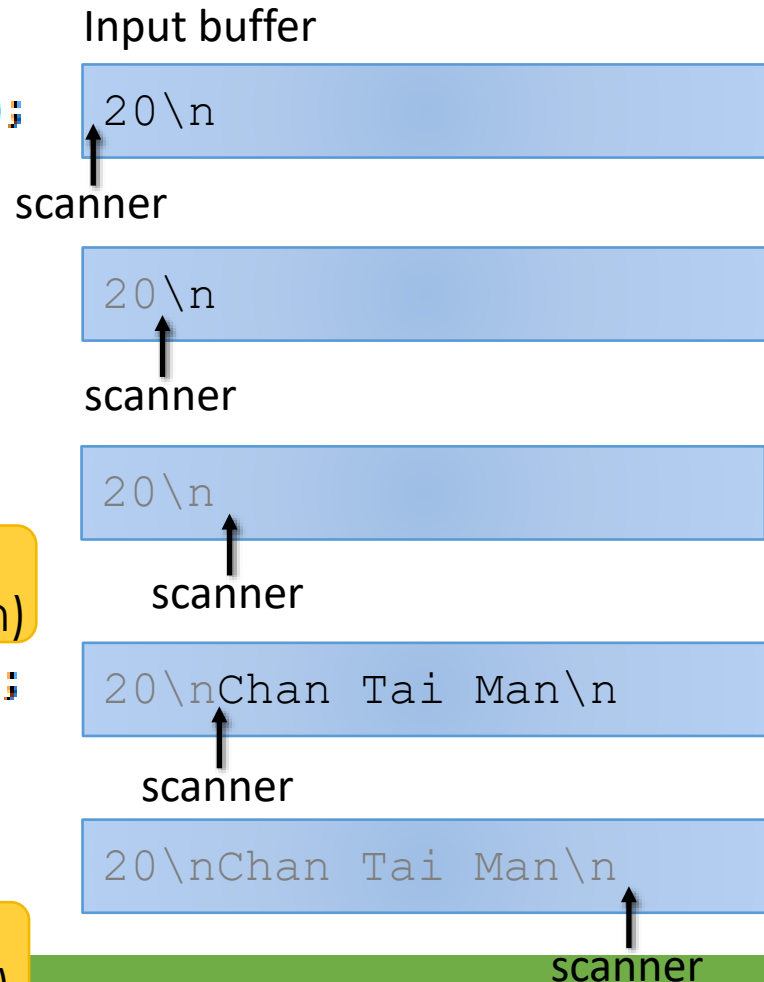 Input buffer
;
20\n
scanner
20\n
scanner
20\n
scanner
)
;
20\nChan Tai Man\n
scanner
20\nChan Tai Man\n
scanner